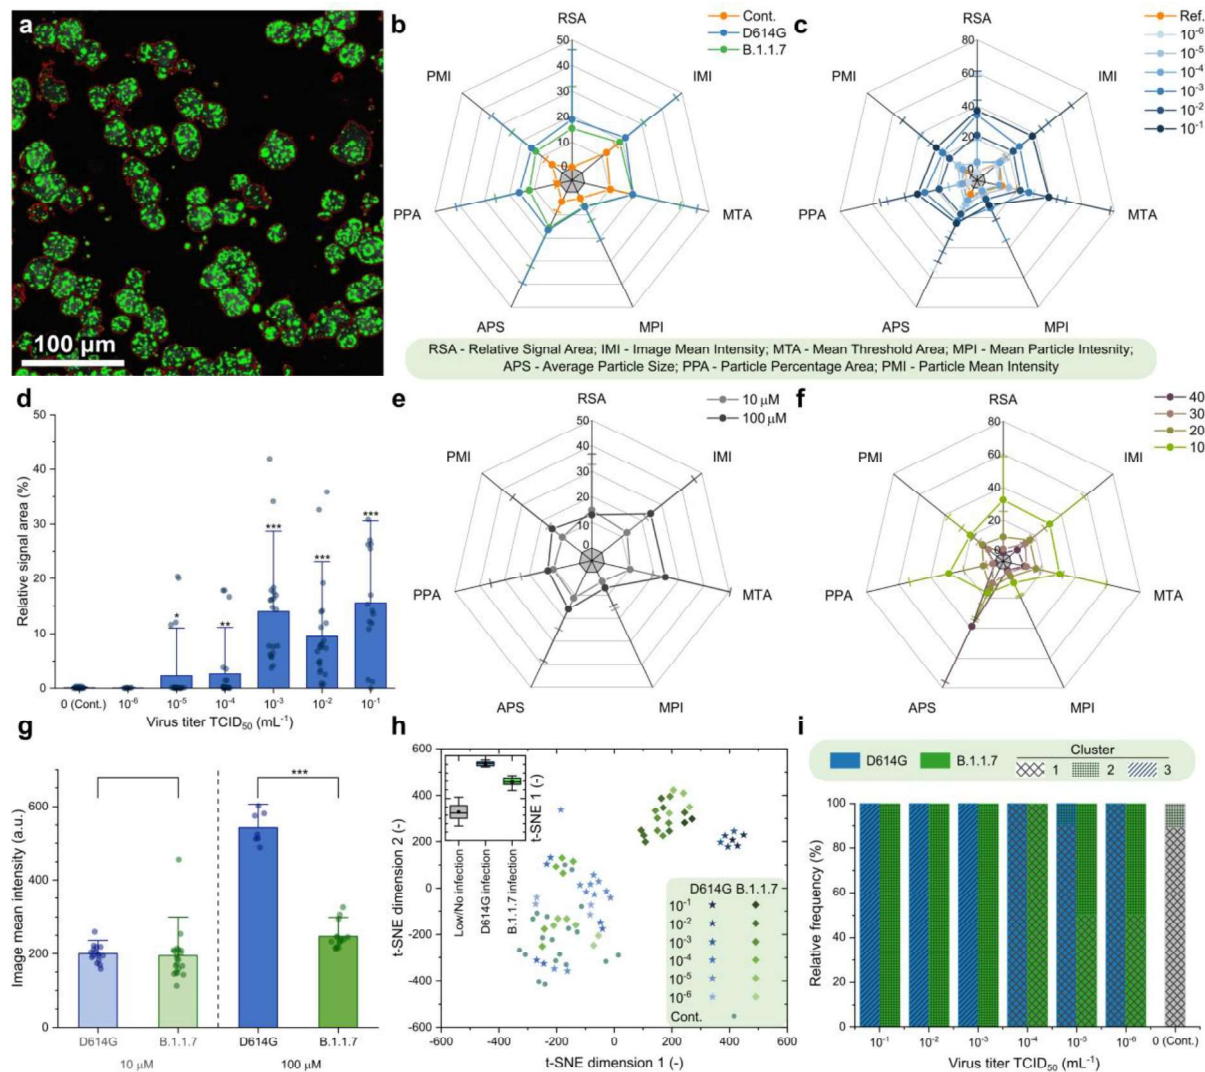 a
100 µm
b
Cont.
D614G
B.1.1.7
RSA
IMI
MTA
MPI
APS
PPA
PMI
50
40
30
20
10
0
c
Ref.
10-6
10-5
10-4
10-3
10-2
10-1
RSA
IMI
MTA
MPI
APS
PPA
PMI
80
60
40
20
0
RSA - Relative Signal Area; IMI - Image Mean Intensity; MTA - Mean Threshold Area; MPI - Mean Particle Intesnity;
APS - Average Particle Size; PPA - Particle Percentage Area; PMI - Particle Mean Intensity
d
Relative signal area (%)
50
40
30
20
10
0
*
**
***
***
***
0 (Cont.) 10-6 10-5 10-4 10-3 10-2 10-1
Virus titer TCID50 (mL-1)
e
10 µM
100 µM
RSA
IMI
MTA
MPI
APS
PPA
PMI
50
40
30
20
10
0
f
40
30
20
10
RSA
IMI
MTA
MPI
APS
PPA
PMI
80
60
40
20
0
g
Image mean intensity (a.u.)
600
400
200
0
***
D614G B.1.1.7 D614G B.1.1.7
10 µM 100 µM
h
t-SNE dimension 2 (-)
600
400
200
0
-200
-400
-600
t-SNE 1 (-)
Low/No infection
D614G infection
B.1.1.7 infection
D614G B.1.1.7
10-1
10-2
10-3
10-4
10-5
10-6
Cont.
-600 -400 -200 0 200 400 600
t-SNE dimension 1 (-)
i
D614G B.1.1.7
Cluster
1 2 3
Relative frequency (%)
100
80
60
40
20
0
10-1 10-2 10-3 10-4 10-5 10-6 0 (Cont.)
Virus titer TCID50 (mL-1)